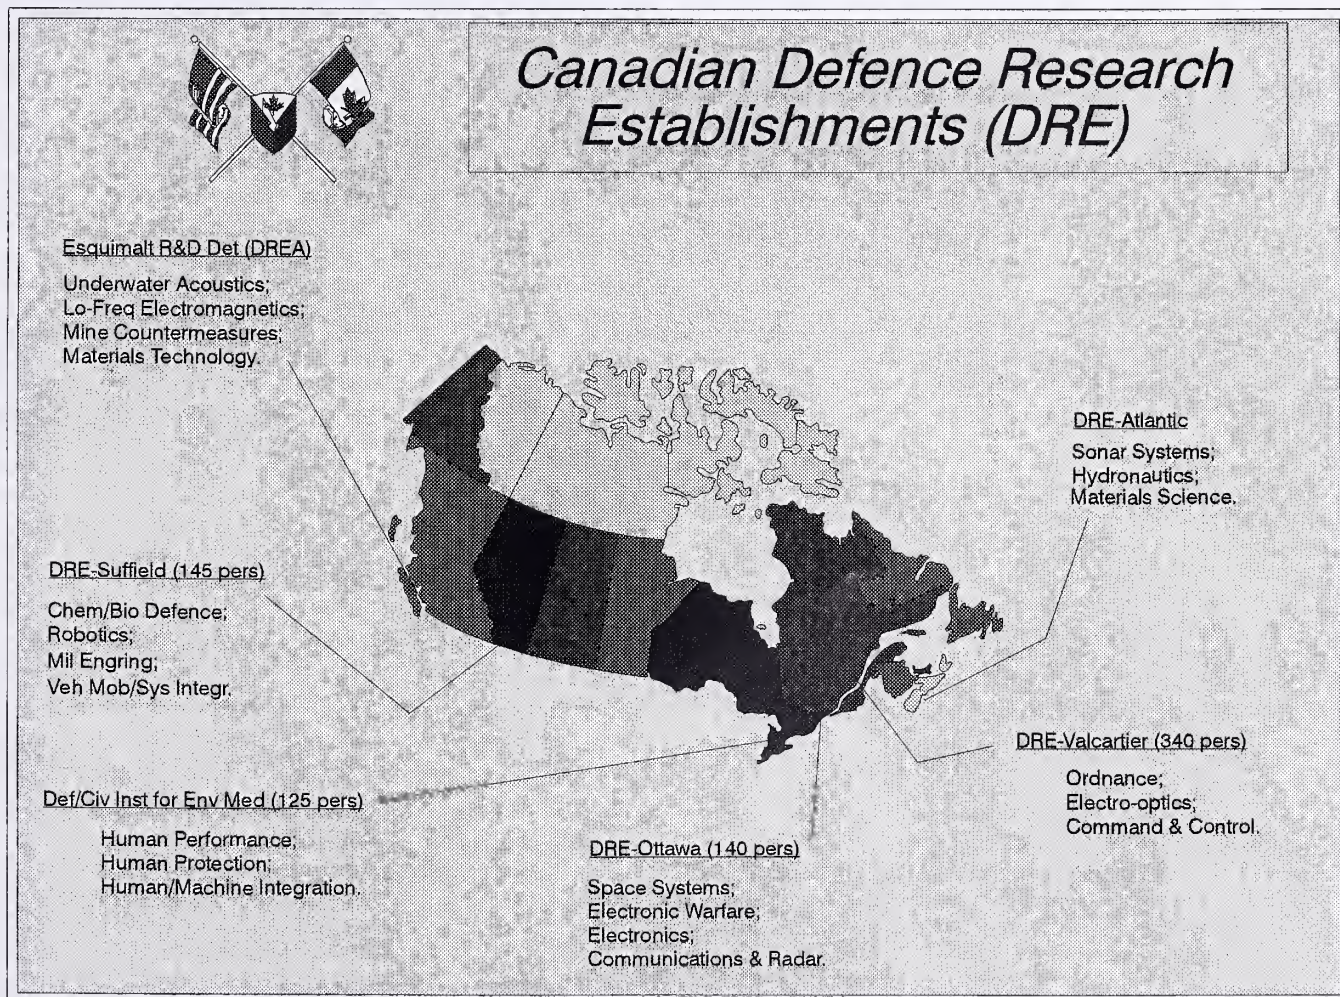 Canadian Defence Research
Establishments (DRE)
Esquimalt R&D Det (DREA)
Underwater Acoustics;
Lo-Freq Electromagnetics;
Mine Countermeasures;
Materials Technology.
DRE-Atlantic
Sonar Systems;
Hydronautics;
Materials Science.
DRE-Suffield (145 pers)
Chem/Bio Defence;
Robotics;
Mil Engring;
Veh Mob/Sys Integr.
DRE-Valcartier (340 pers)
Ordnance;
Electro-optics;
Command & Control.
Def/Civ Inst for Env Med (125 pers)
Human Performance;
Human Protection;
Human/Machine Integration.
DRE-Ottawa (140 pers)
Space Systems;
Electronic Warfare;
Electronics;
Communications & Radar.